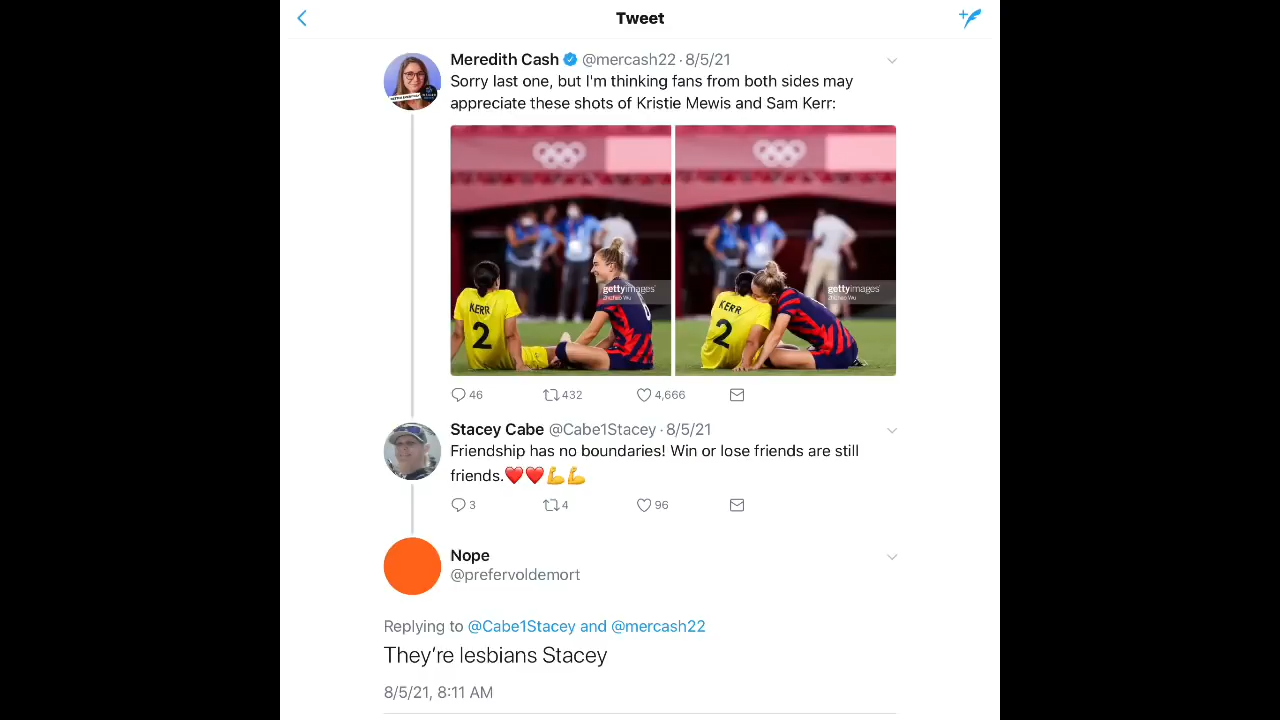 Tweet
Meredith Cash @mercash22 · 8/5/21
Sorry last one, but I'm thinking fans from both sides may
appreciate these shots of Kristie Mewis and Sam Kerr:
KERR
2
gettyimages®
Zhizhao Wu
KERR
2
gettyimages®
Zhizhao Wu
46 432 4,666
Stacey Cabe @Cabe1Stacey · 8/5/21
Friendship has no boundaries! Win or lose friends are still
friends.❤️❤️💪💪
3 4 96
Nope
@prefervoldemort
Replying to @Cabe1Stacey and @mercash22
They’re lesbians Stacey
8/5/21, 8:11 AM